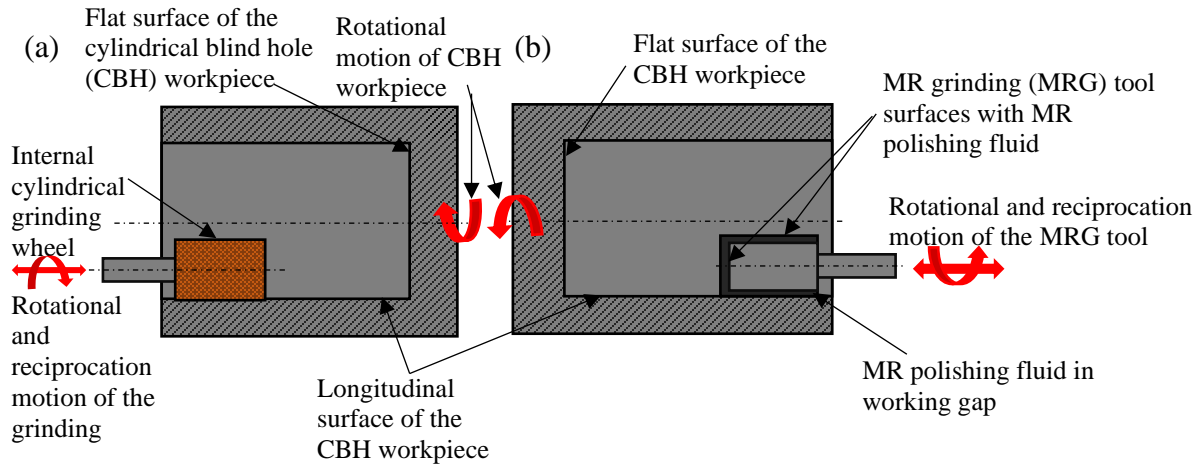 (a)
Flat surface of the
cylindrical blind hole
(CBH) workpiece
Rotational
motion of CBH
workpiece
Internal
cylindrical
grinding
wheel
Rotational
and
reciprocation
motion of the
grinding
Longitudinal
surface of the
CBH workpiece
(b)
Flat surface of the
CBH workpiece
MR grinding (MRG) tool
surfaces with MR
polishing fluid
Rotational and reciprocation
motion of the MRG tool
MR polishing fluid in
working gap